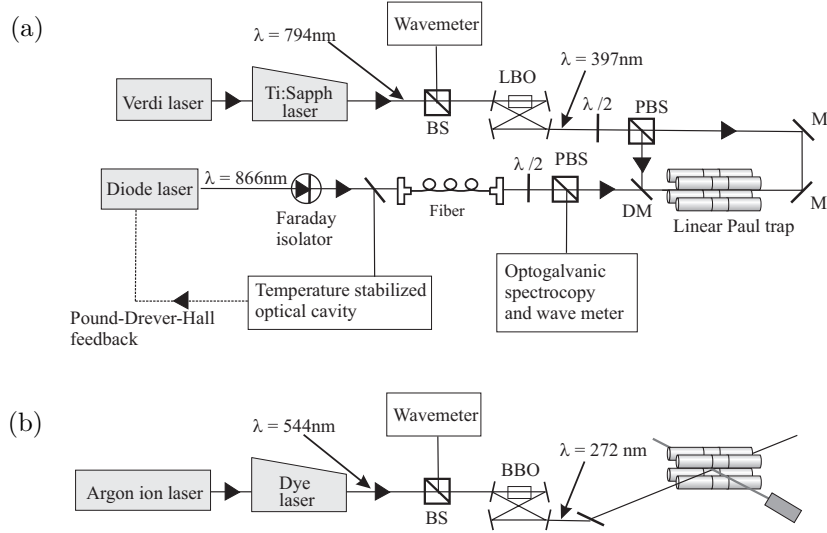 (a)
Wavemeter
λ = 794nm
λ = 397nm
LBO
λ /2
PBS
Verdi laser
Ti:Sapph
laser
BS
M
λ = 866nm
λ /2
PBS
Diode laser
Faraday
isolator
Fiber
DM
M
Linear Paul trap
Temperature stabilized
optical cavity
Optogalvanic
spectrocopy
and wave meter
Pound-Drever-Hall
feedback
(b)
Wavemeter
λ = 544nm
BBO
λ = 272 nm
Argon ion laser
Dye
laser
BS